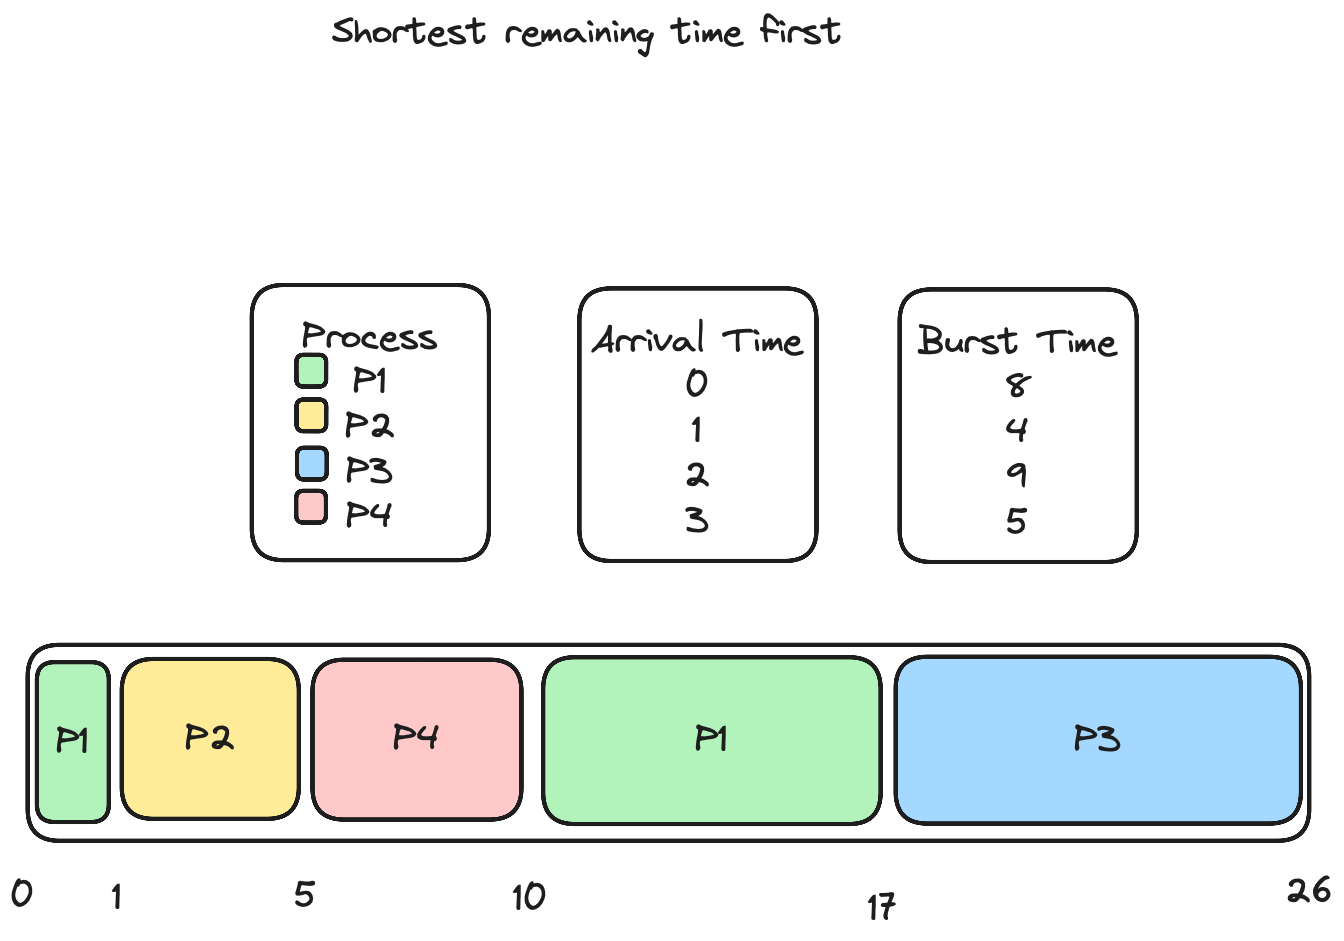 Shortest remaining time first
Process
P1
P2
P3
P4
Arrival Time
0
1
2
3
Burst Time
8
4
9
5
P1 P2 P4 P1 P3
0 1 5 10 17 26